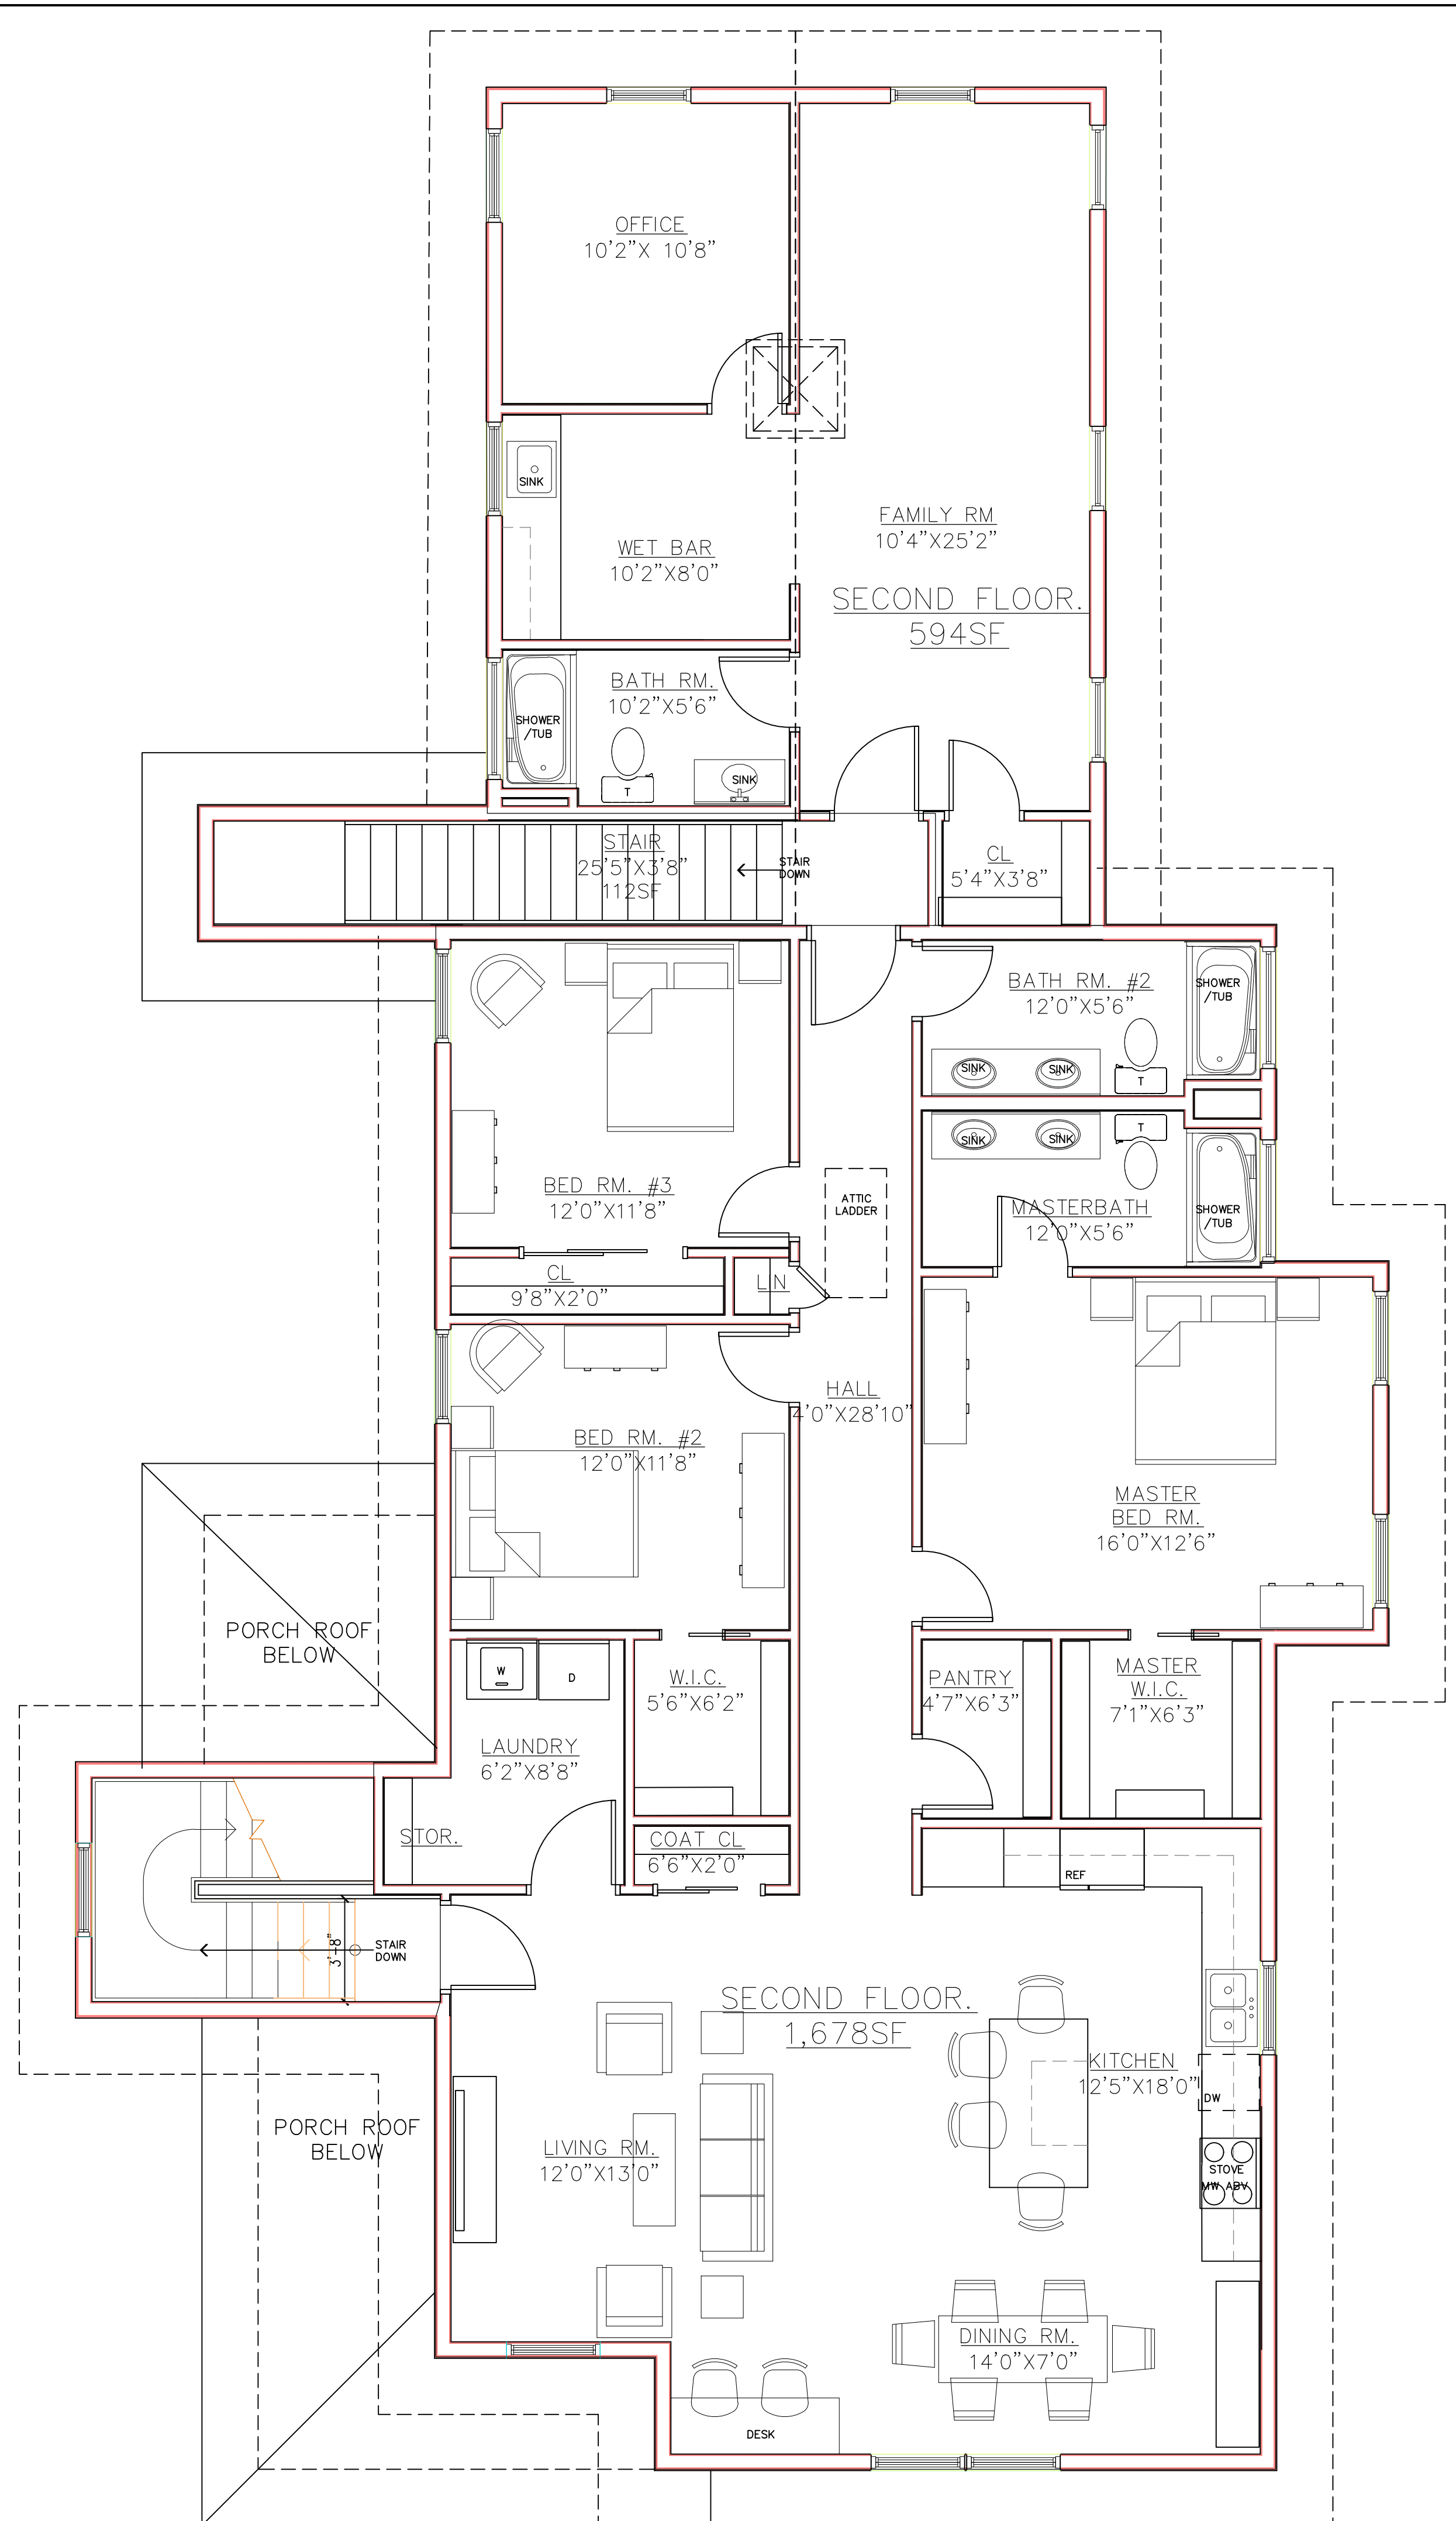 OFFICE
10'2"X 10'8"
SINK
FAMILY RM
10'4"X25'2"
WET BAR
10'2"X8'0"
SECOND FLOOR.
594SF
BATH RM.
10'2"X5'6"
SHOWER
/TUB
T
SINK
STAIR
25'5"X3'8"
112SF
STAIR
DOWN
CL
5'4"X3'8"
BATH RM. #2
12'0"X5'6"
SHOWER
/TUB
SINK
SINK
T
SINK
SINK
T
BED RM. #3
12'0"X11'8"
ATTIC
LADDER
MASTERBATH
12'0"X5'6"
SHOWER
/TUB
CL
9'8"X2'0"
LIN
HALL
4'0"X28'10"
BED RM. #2
12'0"X11'8"
MASTER
BED RM.
16'0"X12'6"
PORCH ROOF
BELOW
W
D
W.I.C.
5'6"X6'2"
PANTRY
4'7"X6'3"
MASTER
W.I.C.
7'1"X6'3"
LAUNDRY
6'2"X8'8"
STOR.
COAT CL
6'6"X2'0"
REF
3'-8"
STAIR
DOWN
SECOND FLOOR.
1,678SF
KITCHEN
12'5"X18'0"
DW
PORCH ROOF
BELOW
LIVING RM.
12'0"X13'0"
STOVE
MW ABV
DINING RM.
14'0"X7'0"
DESK